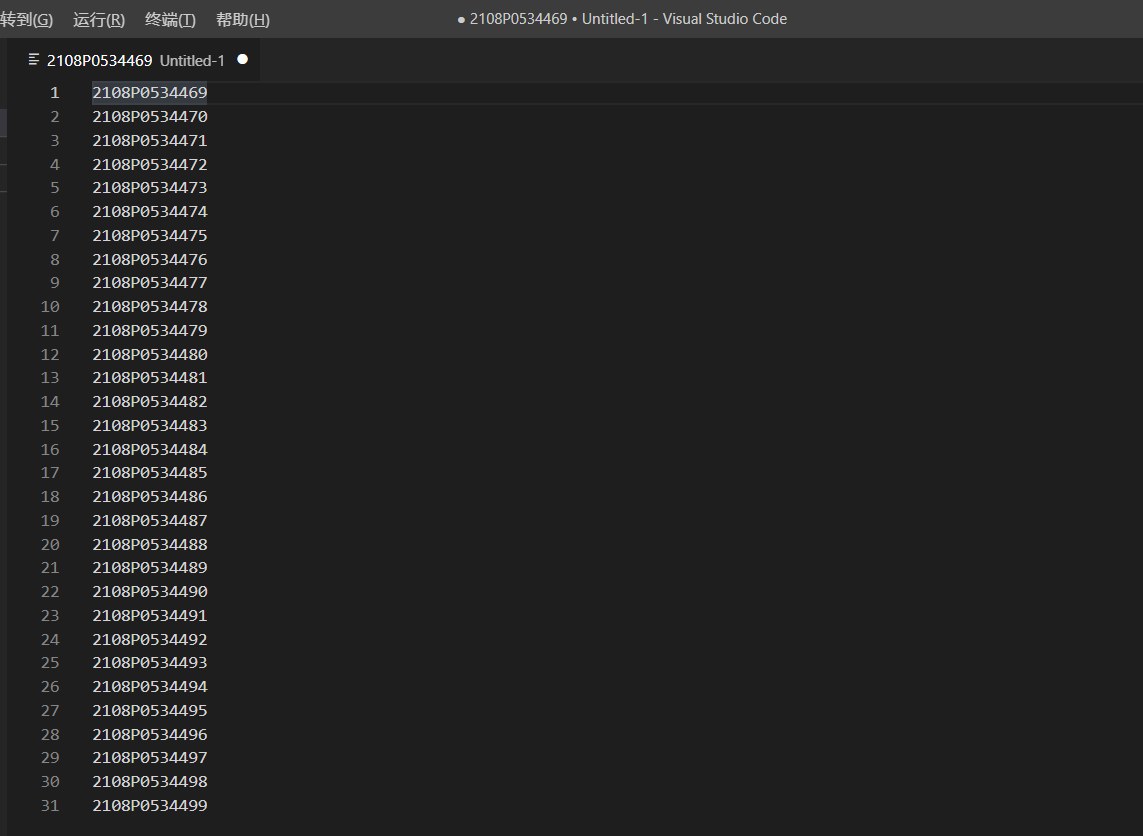 转到(G) 运行(R) 终端(T) 帮助(H) ● 2108P0534469 • Untitled-1 - Visual Studio Code
2108P0534469 Untitled-1 ●
1 2108P0534469
2 2108P0534470
3 2108P0534471
4 2108P0534472
5 2108P0534473
6 2108P0534474
7 2108P0534475
8 2108P0534476
9 2108P0534477
10 2108P0534478
11 2108P0534479
12 2108P0534480
13 2108P0534481
14 2108P0534482
15 2108P0534483
16 2108P0534484
17 2108P0534485
18 2108P0534486
19 2108P0534487
20 2108P0534488
21 2108P0534489
22 2108P0534490
23 2108P0534491
24 2108P0534492
25 2108P0534493
26 2108P0534494
27 2108P0534495
28 2108P0534496
29 2108P0534497
30 2108P0534498
31 2108P0534499